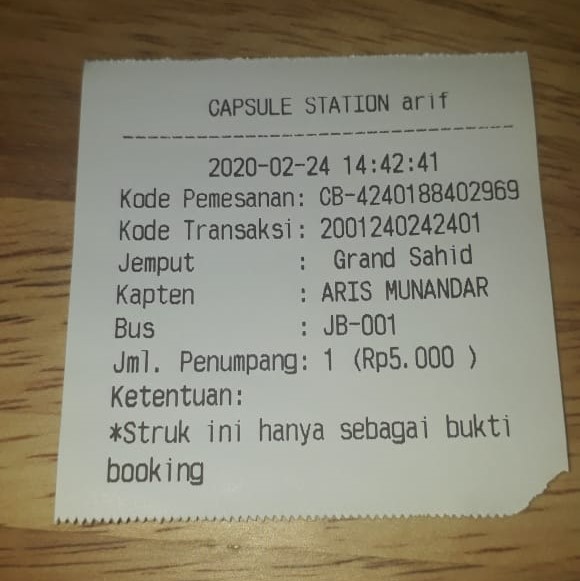 CAPSULE STATION arif
2020-02-24 14:42:41
Kode Pemesanan: CB-4240188402969
Kode Transaksi: 2001240242401
Jemput : Grand Sahid
Kapten : ARIS MUNANDAR
Bus : JB-001
Jml. Penumpang: 1 (Rp5.000 )
Ketentuan:
*Struk ini hanya sebagai bukti
booking